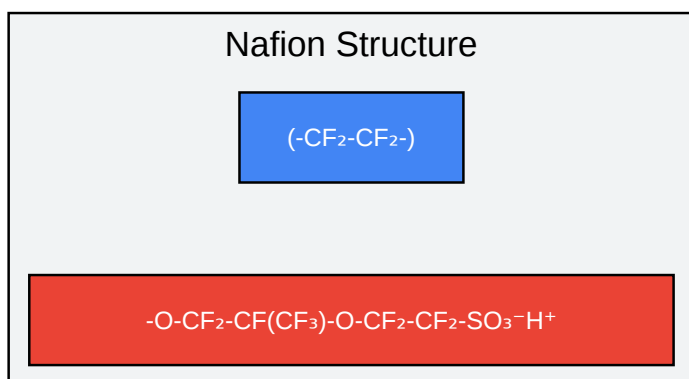 Nafion Structure
(-CF₂-CF₂-)
-O-CF₂-CF(CF₃)-O-CF₂-CF₂-SO₃⁻H⁺